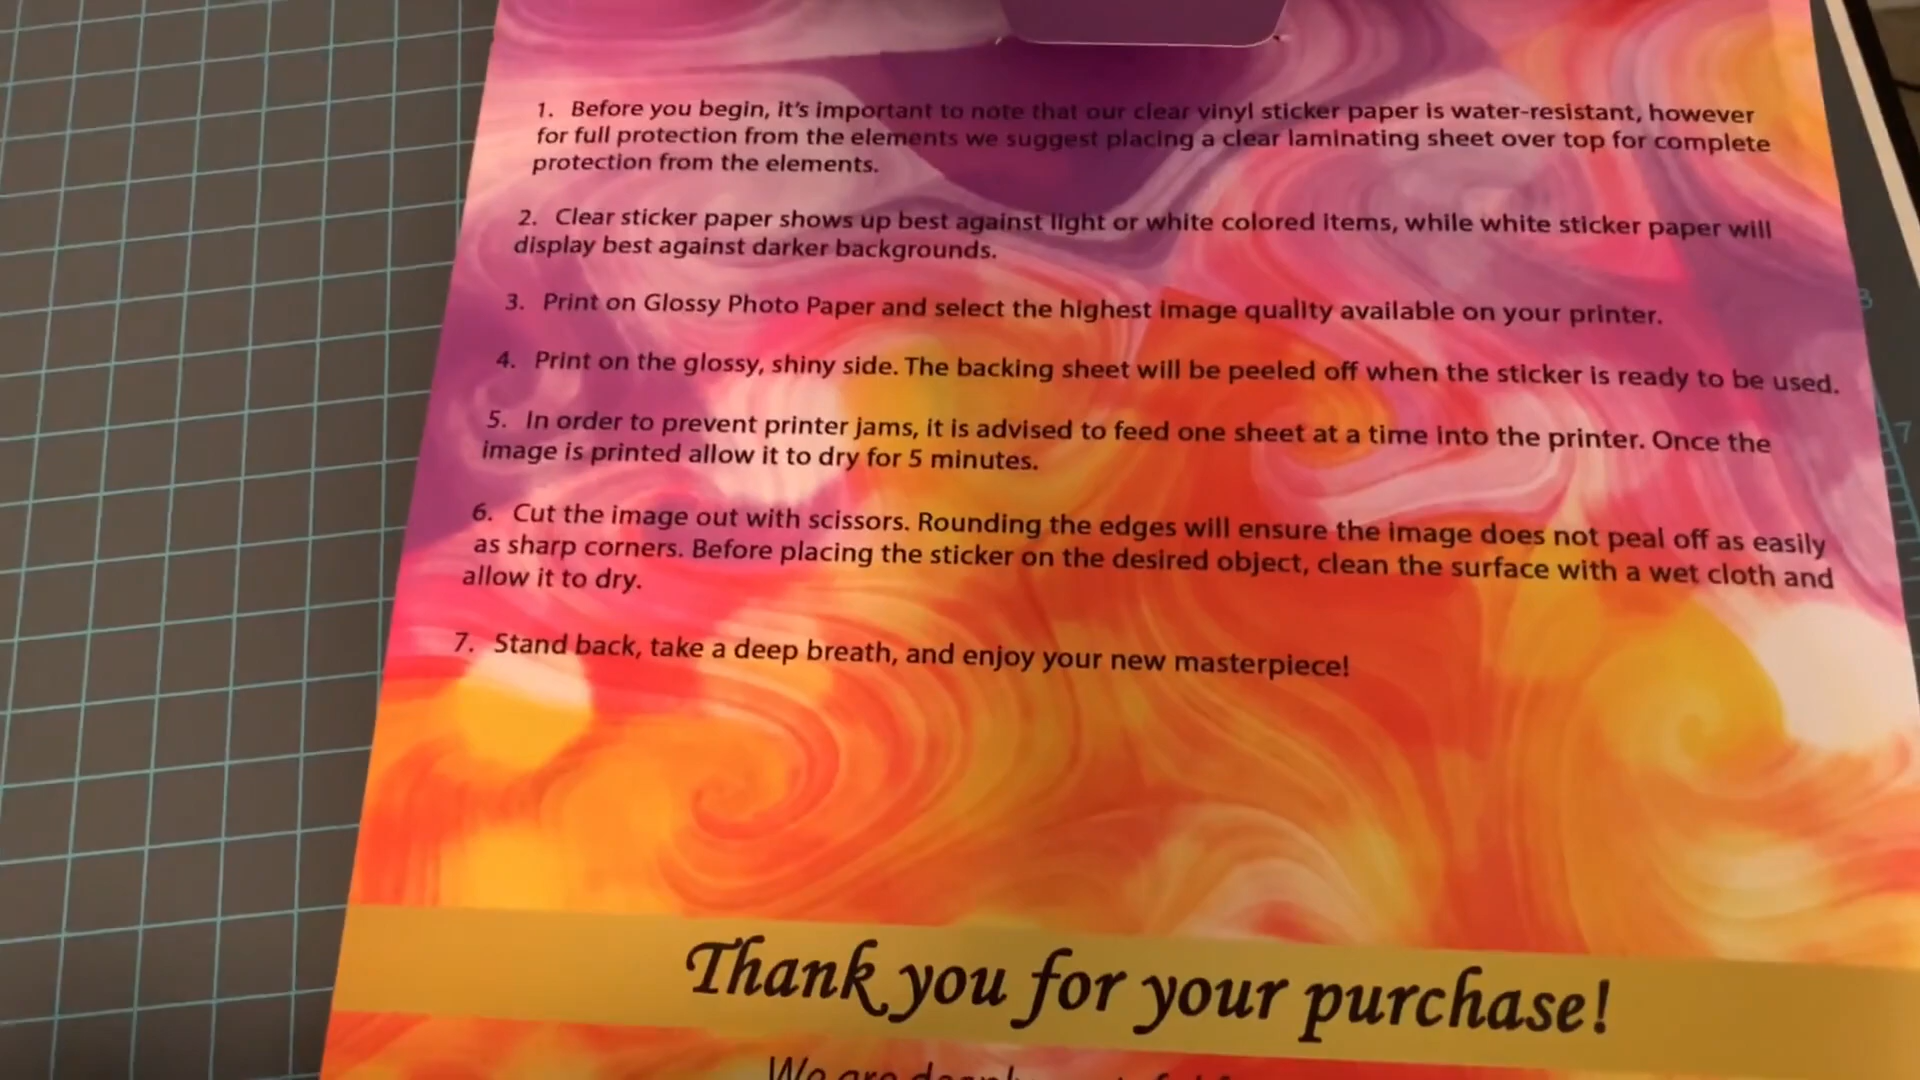 1. Before you begin, it's important to note that our clear vinyl sticker paper is water-resistant, however
for full protection from the elements we suggest placing a clear laminating sheet over top for complete
protection from the elements.
2. Clear sticker paper shows up best against light or white colored items, while white sticker paper will
display best against darker backgrounds.
3. Print on Glossy Photo Paper and select the highest image quality available on your printer.
4. Print on the glossy, shiny side. The backing sheet will be peeled off when the sticker is ready to be used.
5. In order to prevent printer jams, it is advised to feed one sheet at a time into the printer. Once the
image is printed allow it to dry for 5 minutes.
6. Cut the image out with scissors. Rounding the edges will ensure the image does not peal off as easily
as sharp corners. Before placing the sticker on the desired object, clean the surface with a wet cloth and
allow it to dry.
7. Stand back, take a deep breath, and enjoy your new masterpiece!
Thank you for your purchase!
We are
8
7